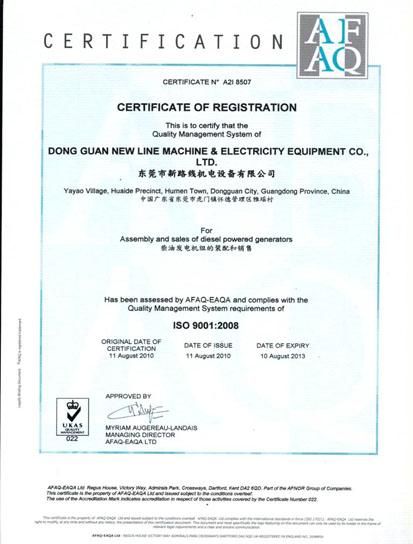 CERTIFICATION
AF
AQ
CERTIFICATE N° A2I 8507
CERTIFICATE OF REGISTRATION
This is to certify that the
Quality Management System of
DONG GUAN NEW LINE MACHINE & ELECTRICITY EQUIPMENT CO.,
LTD.
东莞市新路线机电设备有限公司
Yayao Village, Huaide Precinct, Humen Town, Dongguan City, Guangdong Province, China
中国广东省东莞市虎门镇怀德管理区雅瑶村
For
Assembly and sales of diesel powered generators
柴油发电机组的装配和销售
Has been assessed by AFAQ-EAQA and complies with the
Quality Management System requirements of
ISO 9001:2008
ORIGINAL DATE OF
CERTIFICATION
11 August 2010
DATE OF ISSUE
11 August 2010
DATE OF EXPIRY
10 August 2013
APPROVED BY
MYRIAM AUGEREAU-LANDAIS
MANAGING DIRECTOR
AFAQ-EAQA LTD
UKAS
QUALITY
MANAGEMENT
022
AFAQ-EAQA Ltd Regus House, Victory Way, Admirals Park, Crossways, Dartford, Kent DA2 6QD. Part of AFNOR Group of Companies.
This certificate is the property of AFAQ-EAQA Ltd and issued subject to the conditions overleaf.
The use of the Accreditation Mark indicates accreditation in respect of those activities covered by the Certificate Number 022.